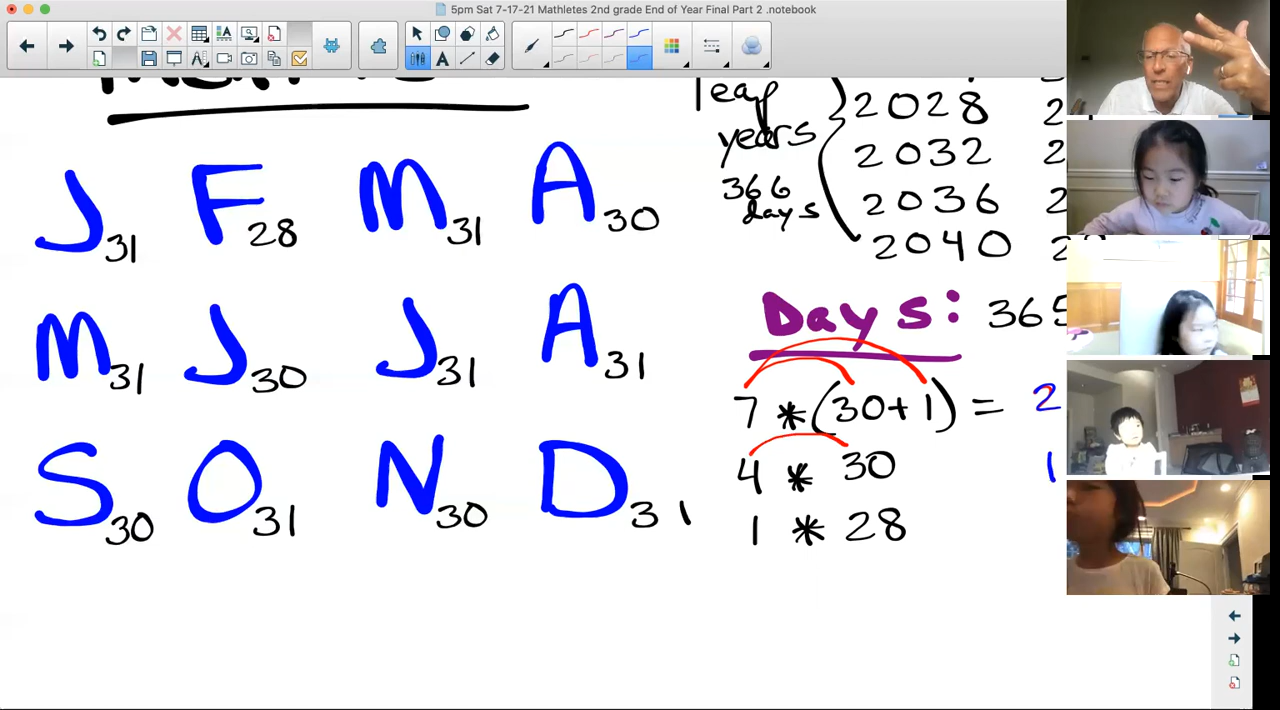 5pm Sat 7-17-21 Mathletes 2nd grade End of Year Final Part 2 .notebook
J31 F28 M31 A30
M31 J30 J31 A31
S30 O31 N30 D31
leap
years
366
days
2028
2032
2036
2040
Days: 365
7 * (30+1) = 2
4 * 30 1
1 * 28